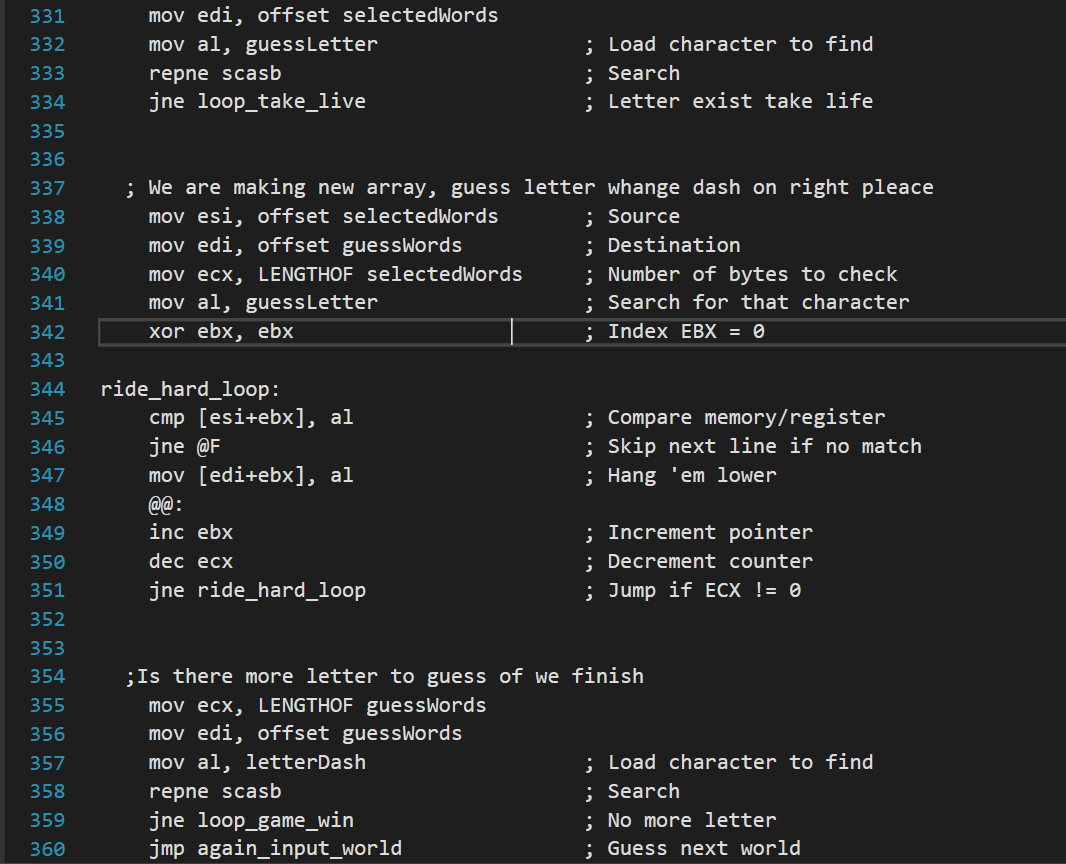 331 mov edi, offset selectedWords
332 mov al, guessLetter ; Load character to find
333 repne scasb ; Search
334 jne loop_take_live ; Letter exist take life
335
336
337 ; We are making new array, guess letter whange dash on right pleace
338 mov esi, offset selectedWords ; Source
339 mov edi, offset guessWords ; Destination
340 mov ecx, LENGTHOF selectedWords ; Number of bytes to check
341 mov al, guessLetter ; Search for that character
342 xor ebx, ebx ; Index EBX = 0
343
344 ride_hard_loop:
345 cmp [esi+ebx], al ; Compare memory/register
346 jne @F ; Skip next line if no match
347 mov [edi+ebx], al ; Hang 'em lower
348 @@:
349 inc ebx ; Increment pointer
350 dec ecx ; Decrement counter
351 jne ride_hard_loop ; Jump if ECX != 0
352
353
354 ;Is there more letter to guess of we finish
355 mov ecx, LENGTHOF guessWords
356 mov edi, offset guessWords
357 mov al, letterDash ; Load character to find
358 repne scasb ; Search
359 jne loop_game_win ; No more letter
360 jmp again_input_world ; Guess next world